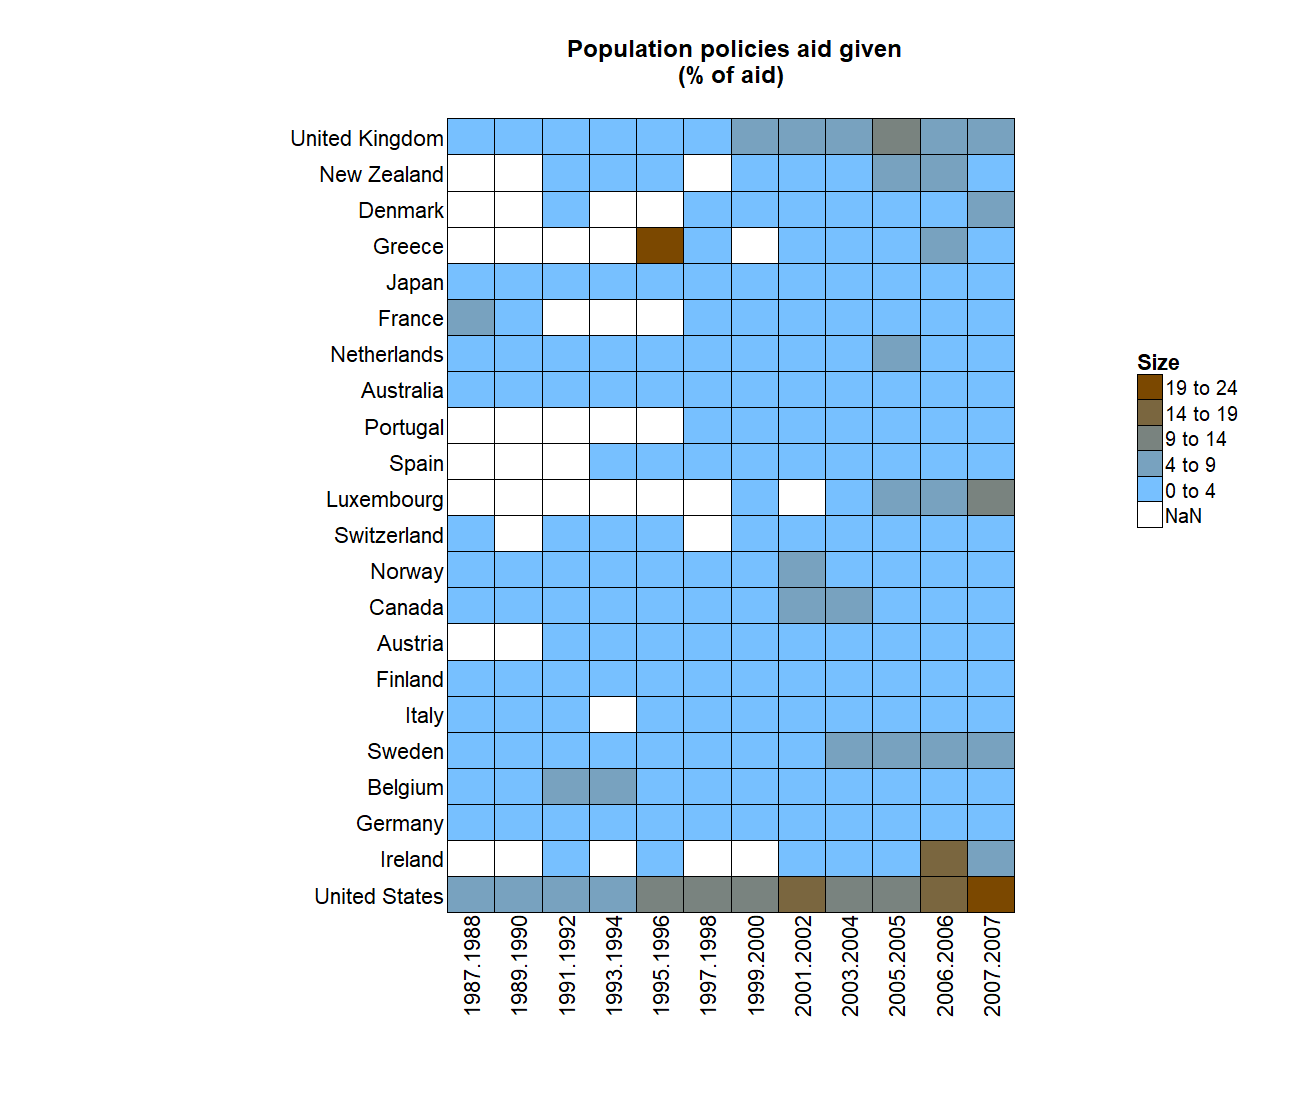 Population policies aid given
(% of aid)
United Kingdom
New Zealand
Denmark
Greece
Japan
France
Netherlands
Australia
Portugal
Spain
Luxembourg
Switzerland
Norway
Canada
Austria
Finland
Italy
Sweden
Belgium
Germany
Ireland
United States
1987.1988
1989.1990
1991.1992
1993.1994
1995.1996
1997.1998
1999.2000
2001.2002
2003.2004
2005.2005
2006.2006
2007.2007
Size
19 to 24
14 to 19
9 to 14
4 to 9
0 to 4
NaN